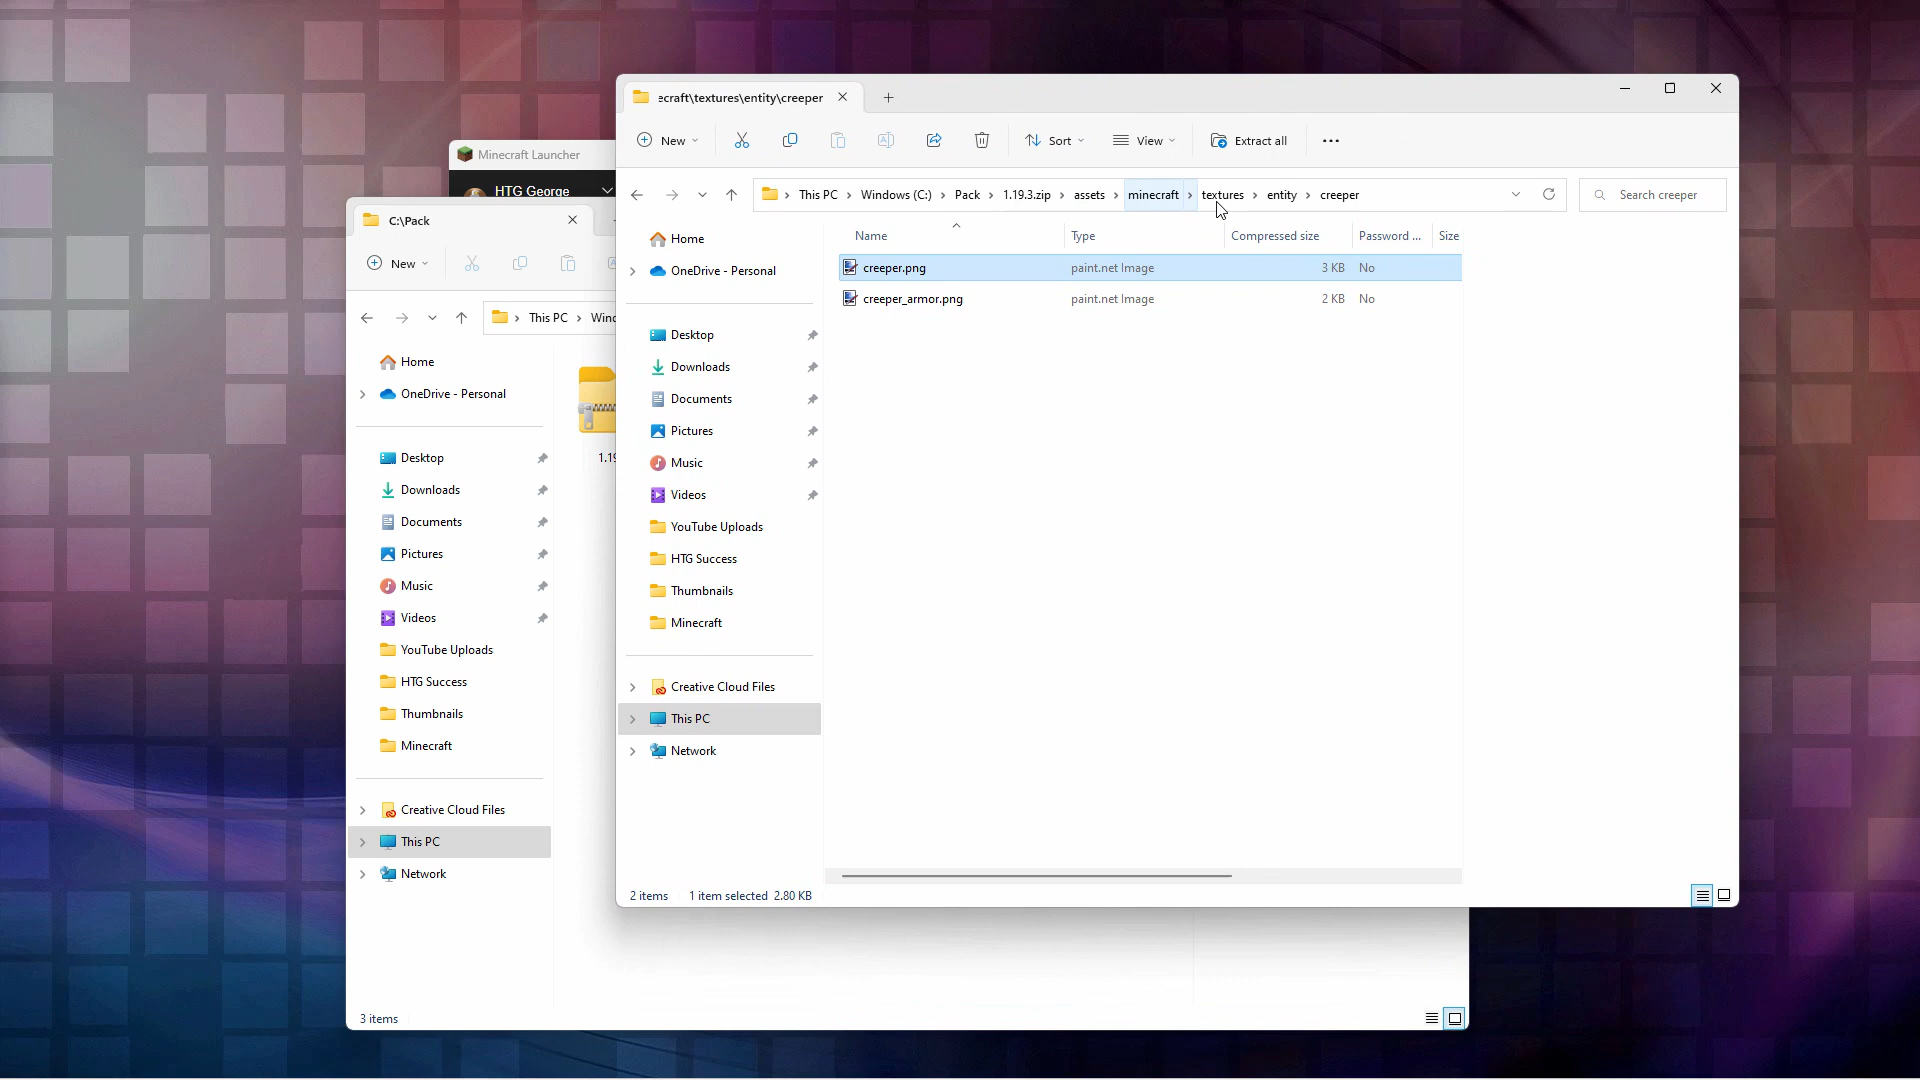 Minecraft Launcher
HTG George
C:\Pack
New
This PC
Home
OneDrive - Personal
Desktop
Downloads
Documents
Pictures
Music
Videos
YouTube Uploads
HTG Success
Thumbnails
Minecraft
Creative Cloud Files
This PC
Network
3 items
ecraft\textures\entity\creeper
New
Sort
View
Extract all
This PC
Windows (C:)
Pack
1.19.3.zip
assets
minecraft
textures
entity
creeper
Search creeper
Home
OneDrive - Personal
Desktop
Downloads
Documents
Pictures
Music
Videos
YouTube Uploads
HTG Success
Thumbnails
Minecraft
Creative Cloud Files
This PC
Network
Name Type Compressed size Password ... Size
creeper.png paint.net Image 3 KB No
creeper_armor.png paint.net Image 2 KB No
2 items 1 item selected 2.80 KB